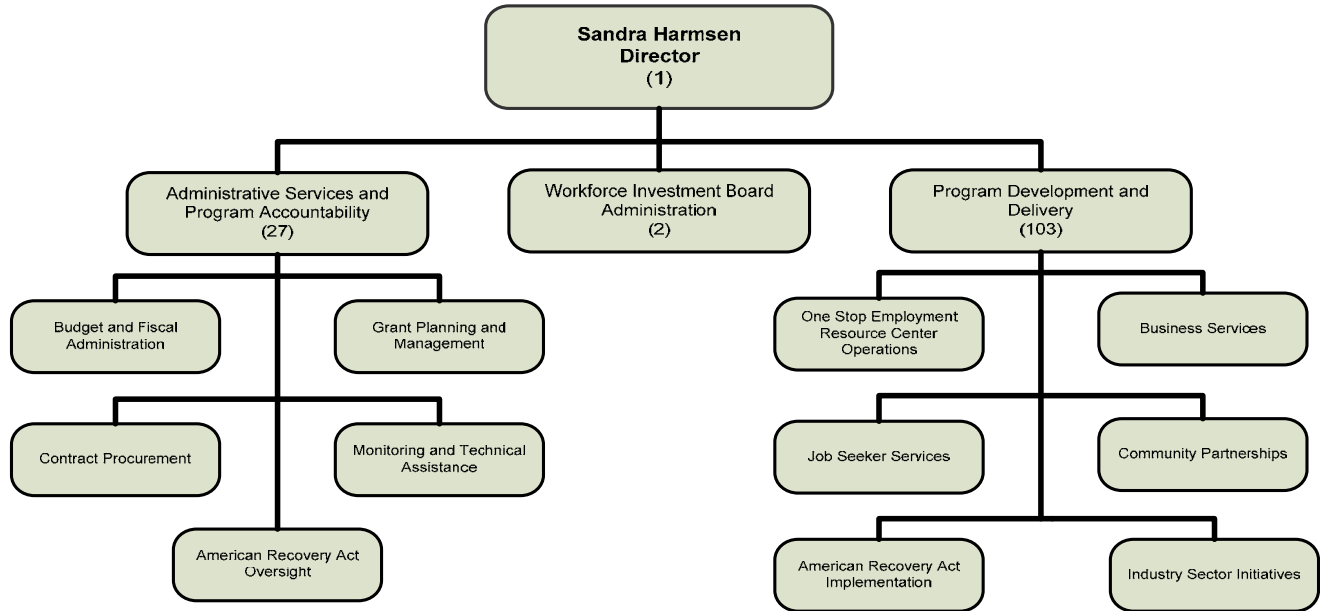 Sandra Harmsen
Director
(1)
Administrative Services and
Program Accountability
(27)
Workforce Investment Board
Administration
(2)
Program Development and
Delivery
(103)
Budget and Fiscal
Administration
Grant Planning and
Management
One Stop Employment
Resource Center
Operations
Business Services
Contract Procurement
Monitoring and Technical
Assistance
Job Seeker Services
Community Partnerships
American Recovery Act
Oversight
American Recovery Act
Implementation
Industry Sector Initiatives